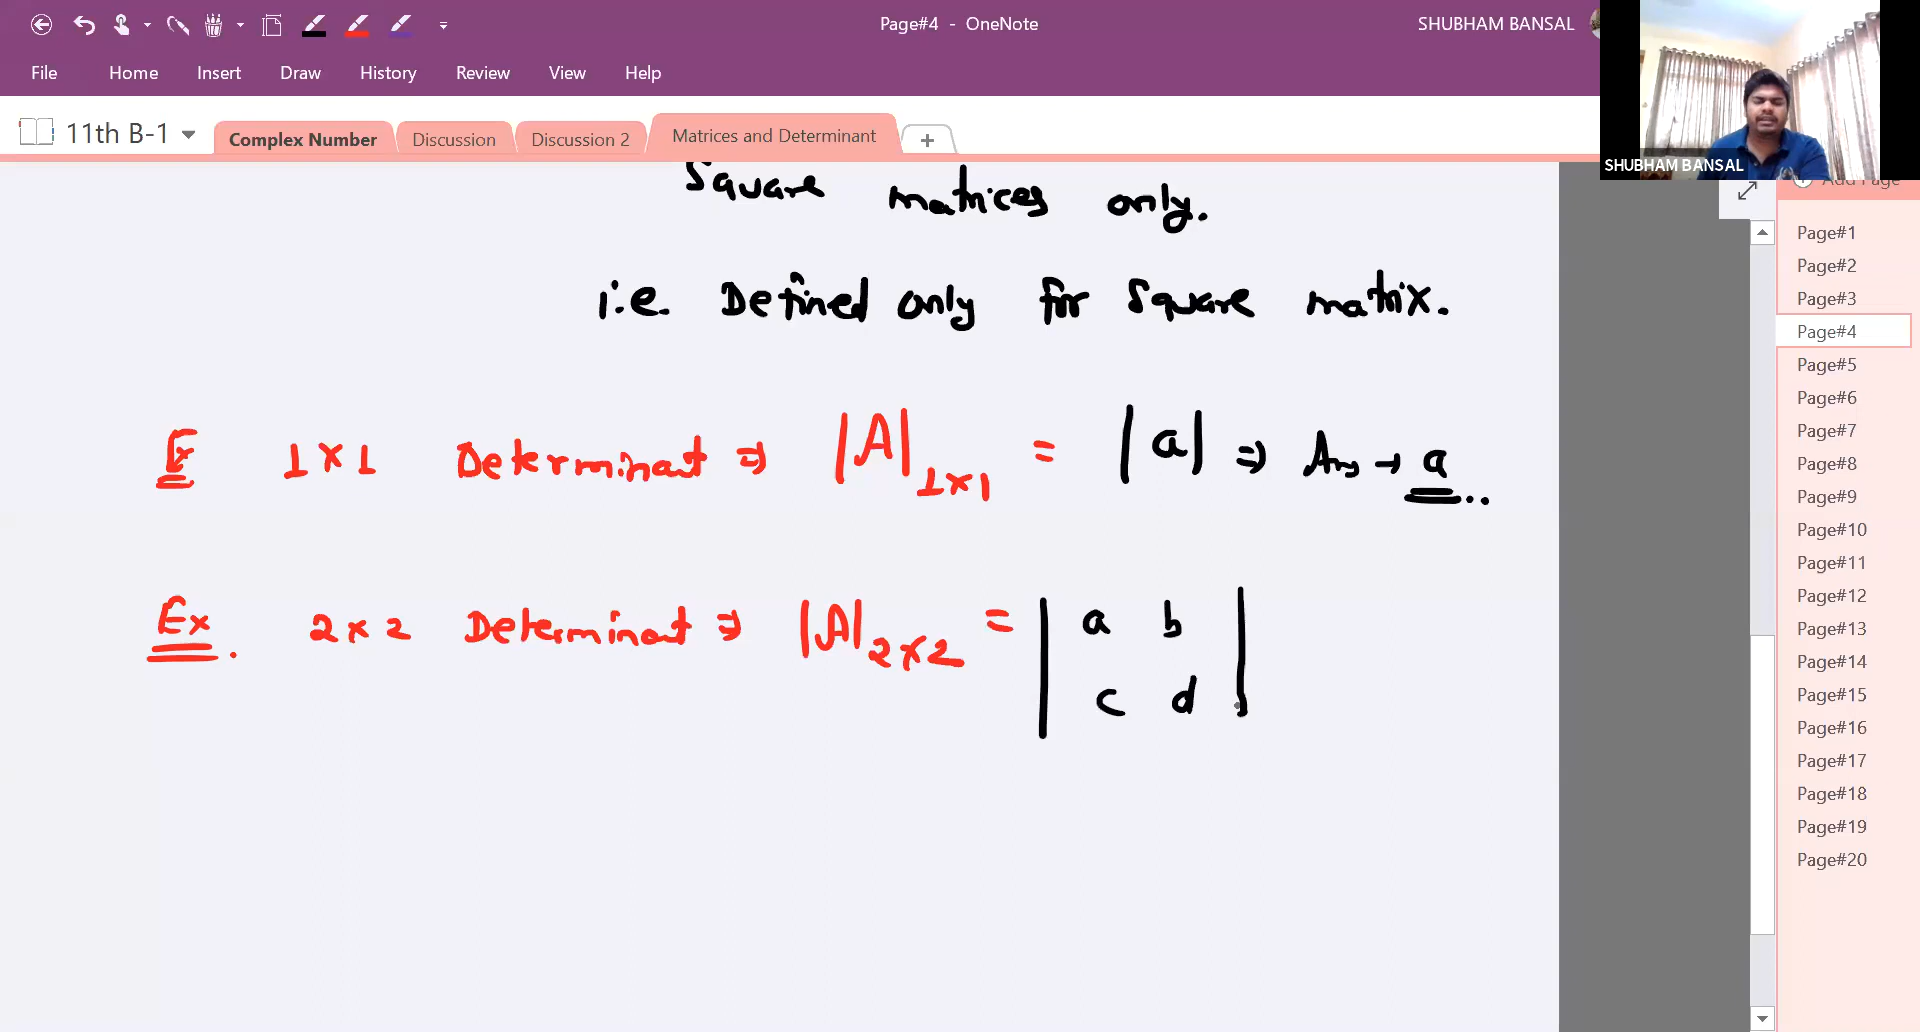 Page#4 - OneNote
SHUBHAM BANSAL
File Home Insert Draw History Review View Help
11th B-1
Complex Number
Discussion
Discussion 2
Matrices and Determinant
+
SHUBHAM BANSAL
Add Page
Square matrices only.
i.e. Defined only for Square matrix.
Ex 1×1 Determinant ⇒ |A|1×1 = |a| ⇒ Ans → a..
Ex. 2×2 Determinant ⇒ |A|2×2 = | a b
c d |
Page#1
Page#2
Page#3
Page#4
Page#5
Page#6
Page#7
Page#8
Page#9
Page#10
Page#11
Page#12
Page#13
Page#14
Page#15
Page#16
Page#17
Page#18
Page#19
Page#20